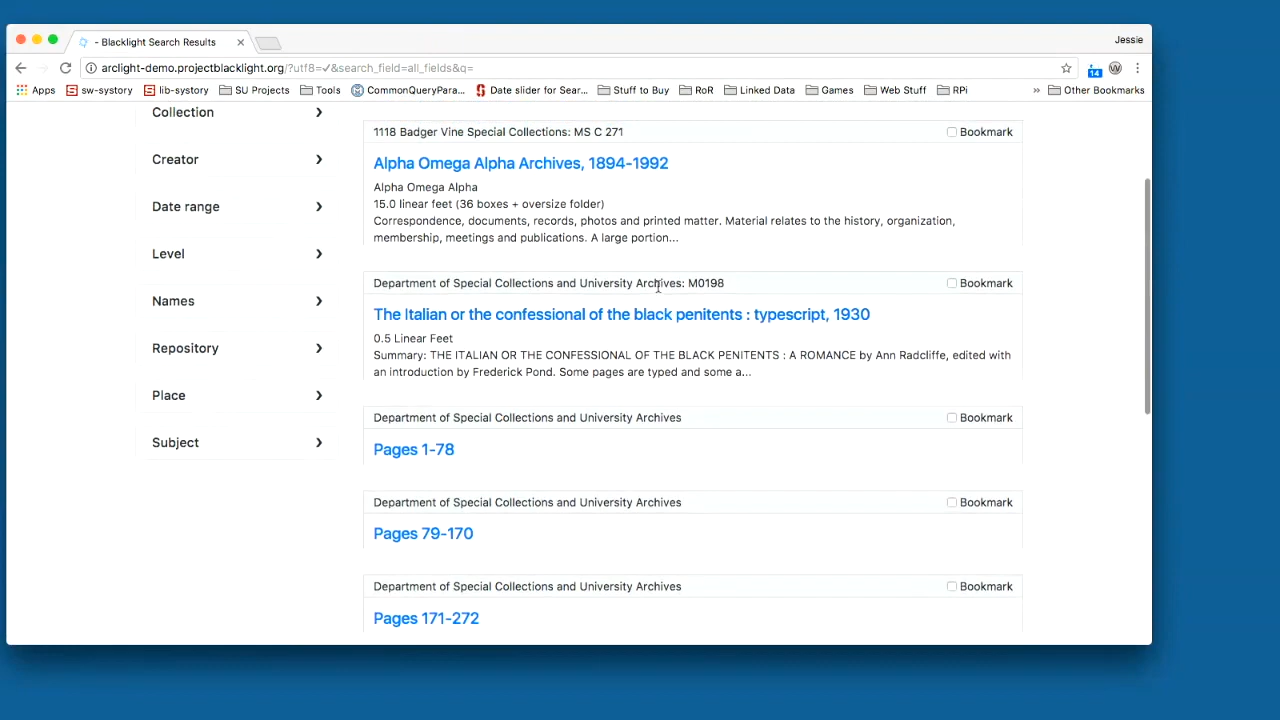 - Blacklight Search Results
Jessie
arclight-demo.projectblacklight.org/?utf8=✓&search_field=all_fields&q=
14
Apps sw-systory lib-systory SU Projects Tools CommonQueryPara... Date slider for Sear... Stuff to Buy RoR Linked Data Games Web Stuff RPi » Other Bookmarks
Collection
Creator
Date range
Level
Names
Repository
Place
Subject
1118 Badger Vine Special Collections: MS C 271 Bookmark
Alpha Omega Alpha Archives, 1894-1992
Alpha Omega Alpha
15.0 linear feet (36 boxes + oversize folder)
Correspondence, documents, records, photos and printed matter. Material relates to the history, organization,
membership, meetings and publications. A large portion...
Department of Special Collections and University Archives: M0198 Bookmark
The Italian or the confessional of the black penitents : typescript, 1930
0.5 Linear Feet
Summary: THE ITALIAN OR THE CONFESSIONAL OF THE BLACK PENITENTS : A ROMANCE by Ann Radcliffe, edited with
an introduction by Frederick Pond. Some pages are typed and some a...
Department of Special Collections and University Archives Bookmark
Pages 1-78
Department of Special Collections and University Archives Bookmark
Pages 79-170
Department of Special Collections and University Archives Bookmark
Pages 171-272